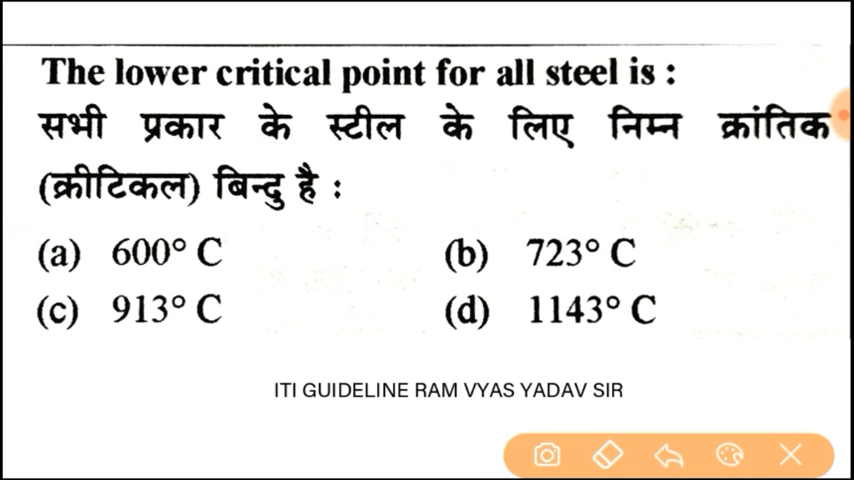 The lower critical point for all steel is :
सभी प्रकार के स्टील के लिए निम्न क्रांतिक
(क्रीटिकल) बिन्दु है :
(a) 600° C (b) 723° C
(c) 913° C (d) 1143° C
ITI GUIDELINE RAM VYAS YADAV SIR